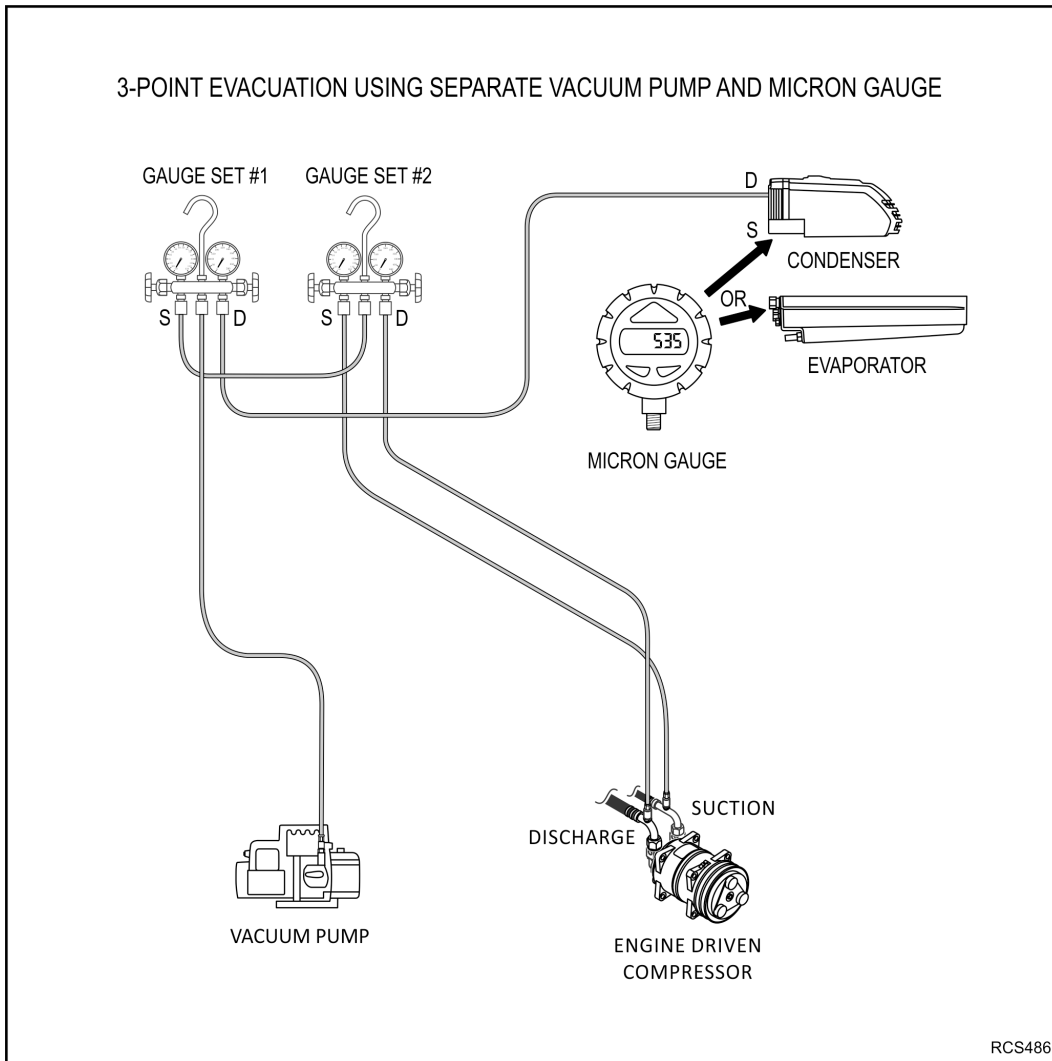 3-POINT EVACUATION USING SEPARATE VACUUM PUMP AND MICRON GAUGE
GAUGE SET #1
GAUGE SET #2
D
S
CONDENSER
OR
S
D
S
D
535
EVAPORATOR
MICRON GAUGE
SUCTION
DISCHARGE
VACUUM PUMP
ENGINE DRIVEN
COMPRESSOR
RCS486